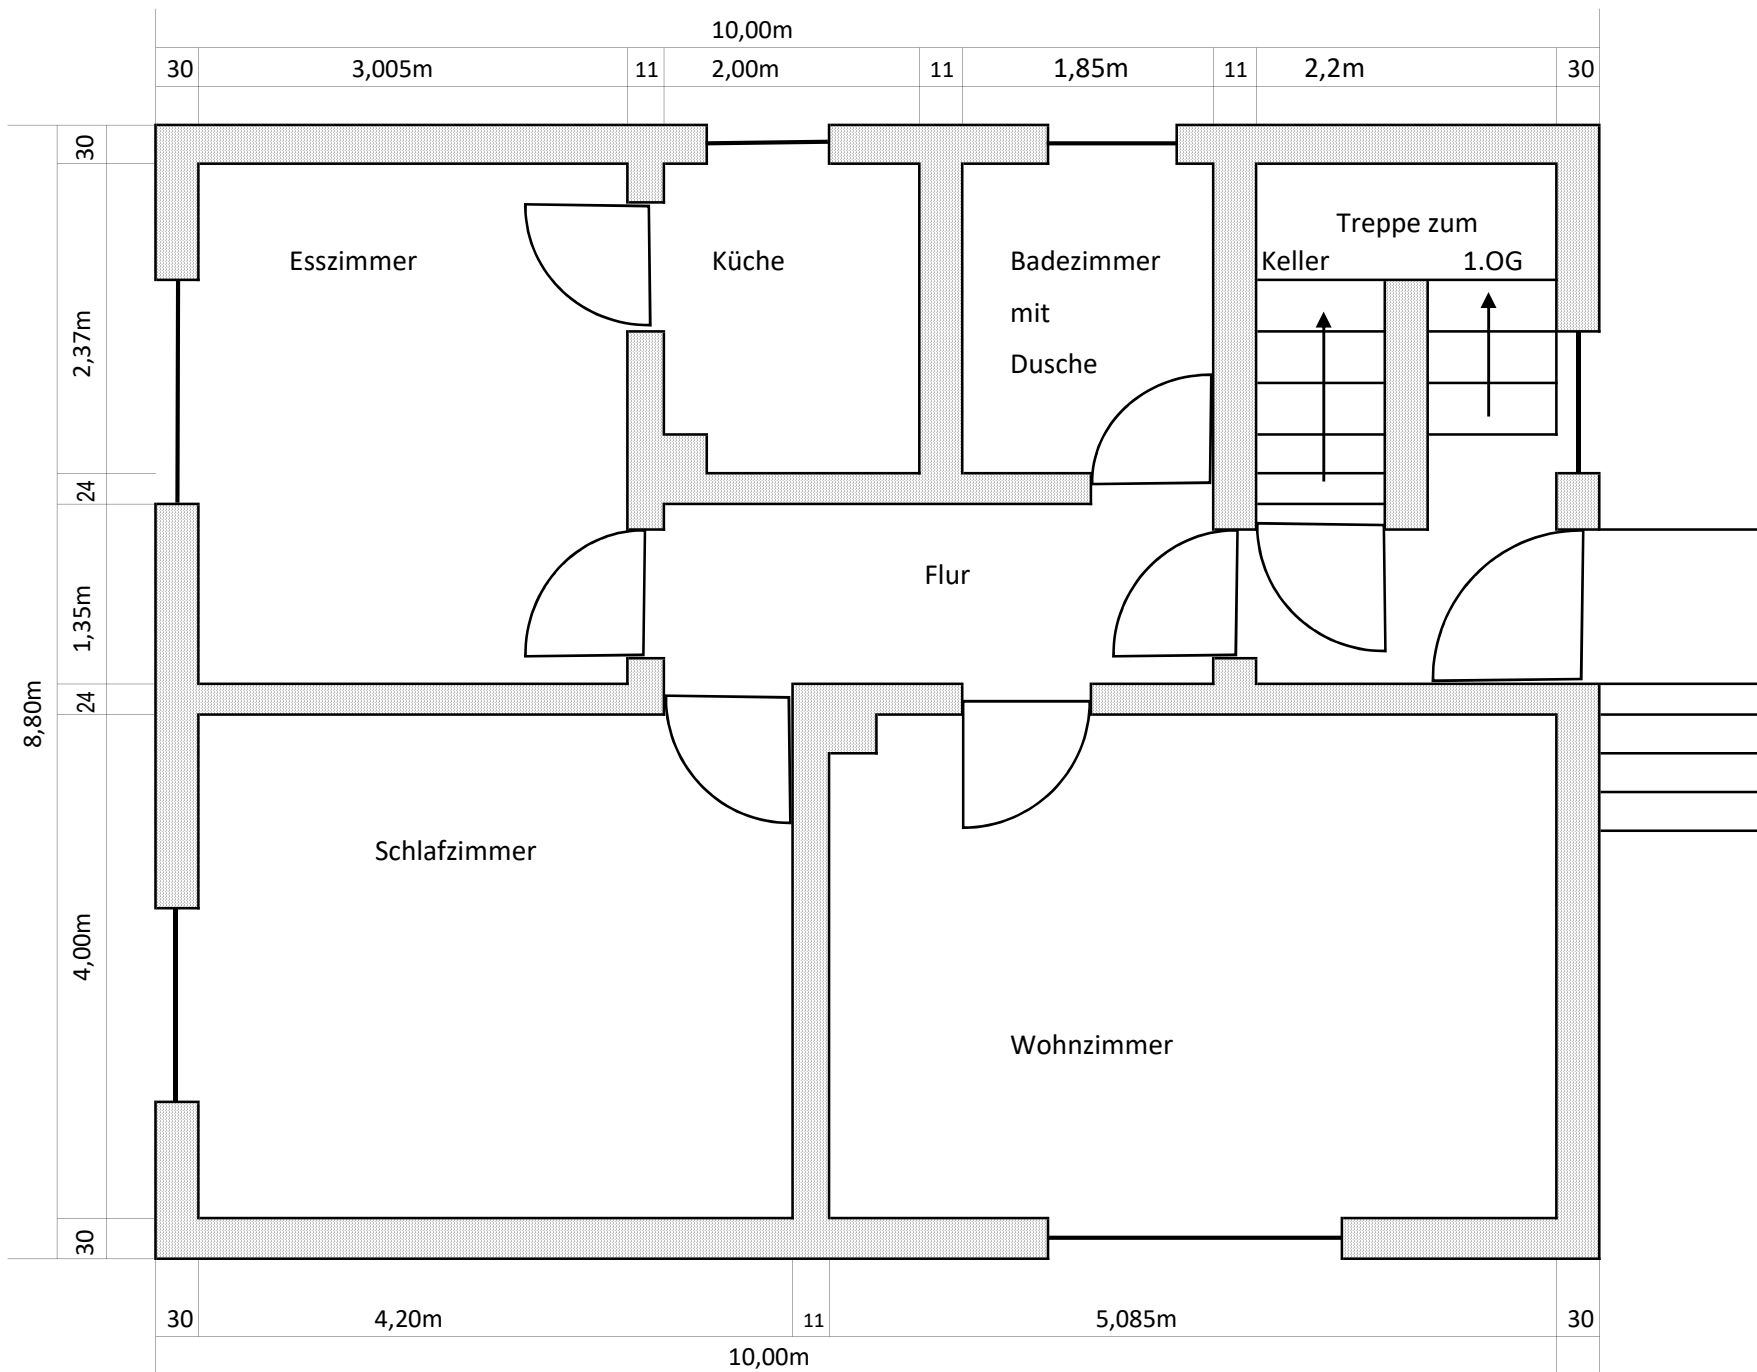 10,00m
30 3,005m 11 2,00m 11 1,85m 11 2,2m 30
30
2,37m
24
1,35m
24
4,00m
30
8,80m
Esszimmer
Küche
Badezimmer
mit
Dusche
Treppe zum
Keller 1.OG
Flur
Schlafzimmer
Wohnzimmer
30 4,20m 11 5,085m 30
10,00m